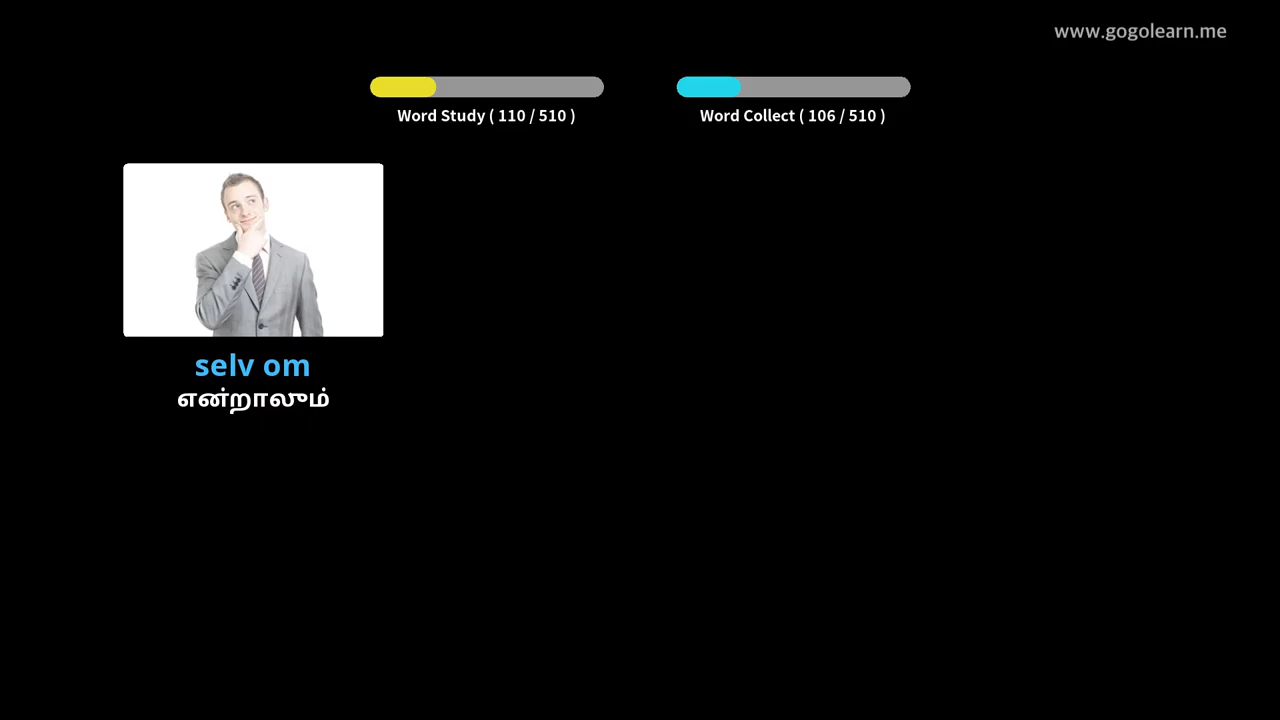 www.gogolearn.me
Word Study ( 110 / 510 )
Word Collect ( 106 / 510 )
selv om
என்றாலும்